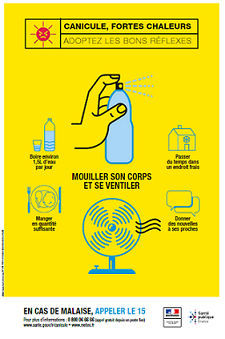 CANICULE, FORTES CHALEURS
ADOPTEZ LES BONS RÉFLEXES
Boire environ
1,5L d'eau
par jour
Passer
du temps dans
un endroit frais
MOUILLER SON CORPS
ET SE VENTILER
Manger
en quantité
suffisante
Donner
des nouvelles
à ses proches
EN CAS DE MALAISE, APPELER LE 15
Pour plus d'informations : 0 800 06 66 66 (appel gratuit depuis un poste fixe)
www.sante.gouv.fr/canicule • www.meteo.fr
Santé
publique
France